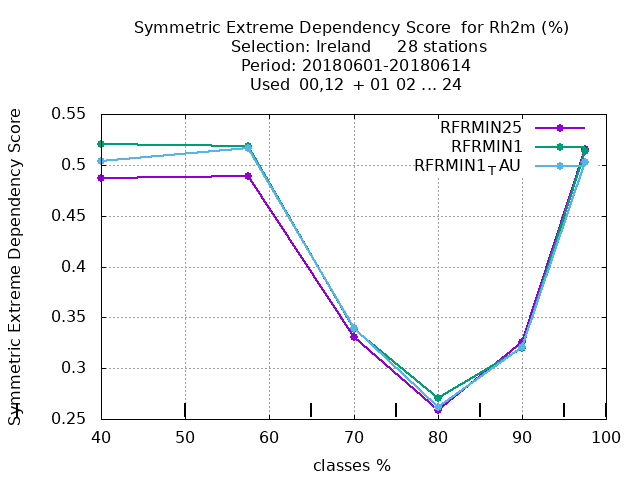 Symmetric Extreme Dependency Score for Rh2m (%)
Selection: Ireland 28 stations
Period: 20180601-20180614
Used 00,12 + 01 02 ... 24
Symmetric Extreme Dependency Score
0.55
0.5
0.45
0.4
0.35
0.3
0.25
RFRMIN25
RFRMIN1
RFRMIN1TAU
40 50 60 70 80 90 100
classes %